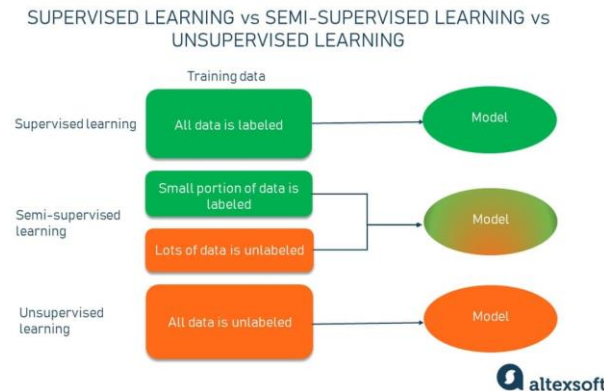 SUPERVISED LEARNING vs SEMI-SUPERVISED LEARNING vs
UNSUPERVISED LEARNING
Training data
Supervised learning
All data is labeled
Model
Semi-supervised
learning
Small portion of data is
labeled
Lots of data is unlabeled
Model
Unsupervised
learning
All data is unlabeled
Model
altexsoft